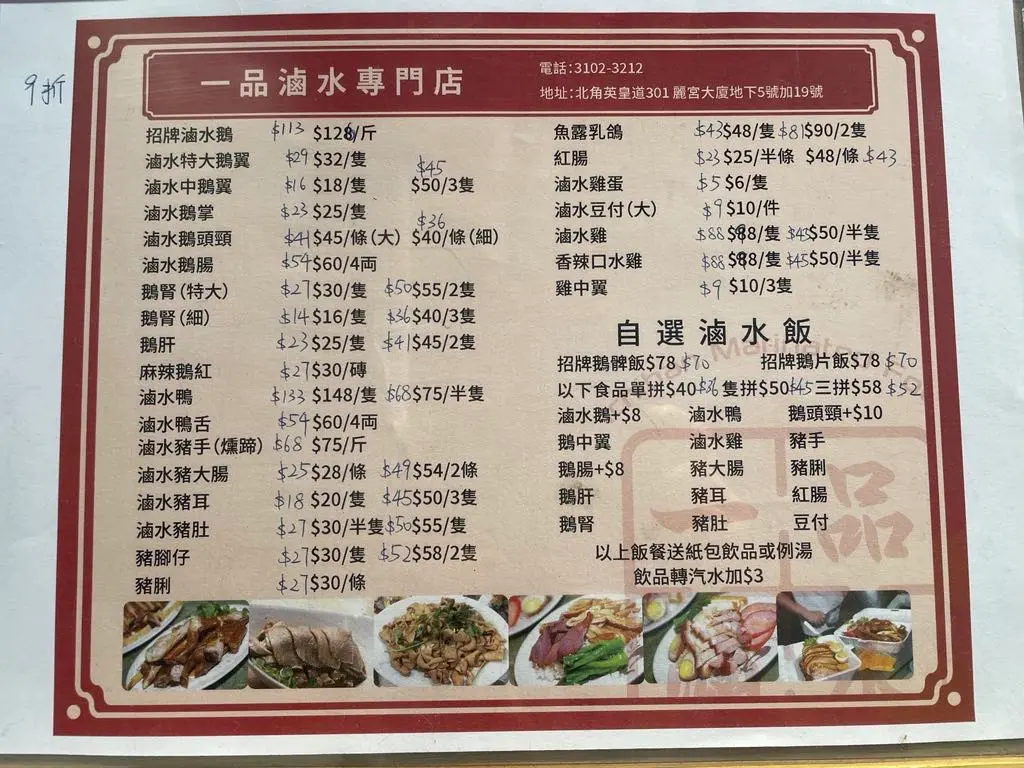 9折
一品滷水專門店
電話:3102-3212
地址:北角英皇道301 麗宮大廈地下5號加19號
招牌滷水鵝 $113 $128/斤
滷水特大鵝翼 $29 $32/隻
$45
滷水中鵝翼 $16 $18/隻 $50/3隻
滷水鵝掌 $23 $25/隻
$36
滷水鵝頭頸 $41 $45/條(大) $40/條(細)
滷水鵝腸 $54 $60/4両
鵝腎(特大) $27 $30/隻 $50 $55/2隻
鵝腎(細) $14 $16/隻 $36 $40/3隻
鵝肝 $23 $25/隻 $41 $45/2隻
麻辣鵝紅 $27 $30/磚
滷水鴨 $133 $148/隻 $68 $75/半隻
滷水鴨舌 $54 $60/4両
滷水豬手(燻蹄) $68 $75/斤
滷水豬大腸 $25 $28/條 $49 $54/2條
滷水豬耳 $18 $20/隻 $45 $50/3隻
滷水豬肚 $27 $30/半隻 $50 $55/隻
豬腳仔 $27 $30/隻 $52 $58/2隻
豬脷 $27 $30/條
魚露乳鴿 $43 $48/隻 $81 $90/2隻
紅腸 $23 $25/半條 $48/條 $43
滷水雞蛋 $5 $6/隻
滷水豆付(大) $9 $10/件
滷水雞 $88 $98/隻 $45 $50/半隻
香辣口水雞 $88 $98/隻 $45 $50/半隻
雞中翼 $9 $10/3隻
自選滷水飯
招牌鵝髀飯$78 $70 招牌鵝片飯$78 $70
以下食品單拼$40 $36 隻拼$50 $45 三拼$58 $52
滷水鵝+$8 滷水鴨 鵝頭頸+$10
鵝中翼 滷水雞 豬手
鵝腸+$8 豬大腸 豬脷
鵝肝 豬耳 紅腸
鵝腎 豬肚 豆付
以上飯餐送紙包飲品或例湯
飲品轉汽水加$3